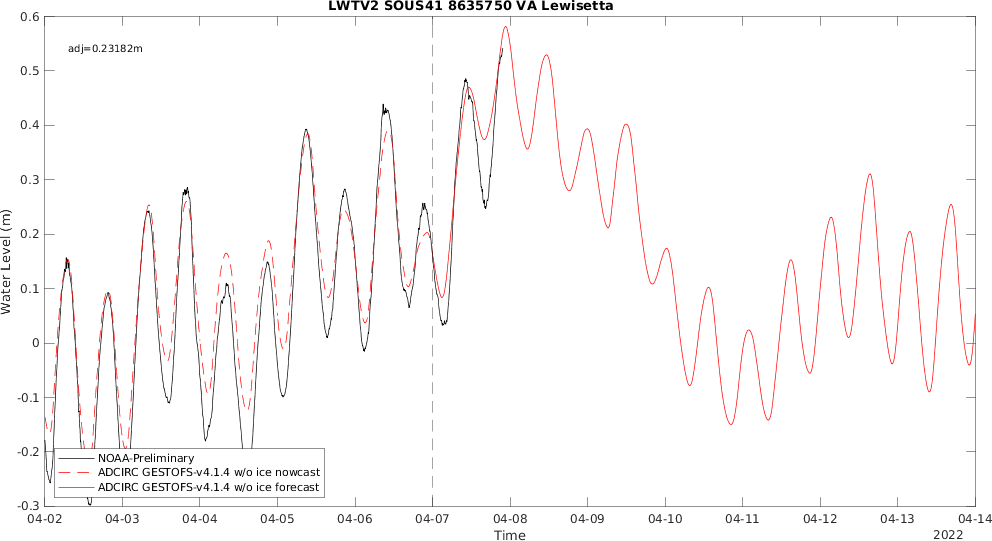 LWTV2 SOUS41 8635750 VA Lewisetta
adj=0.23182m
Water Level (m)
0.6
0.5
0.4
0.3
0.2
0.1
0
-0.1
-0.2
-0.3
NOAA-Preliminary
ADCIRC GESTOFS-v4.1.4 w/o ice nowcast
ADCIRC GESTOFS-v4.1.4 w/o ice forecast
04-02 04-03 04-04 04-05 04-06 04-07 04-08 04-09 04-10 04-11 04-12 04-13 04-14
Time
2022